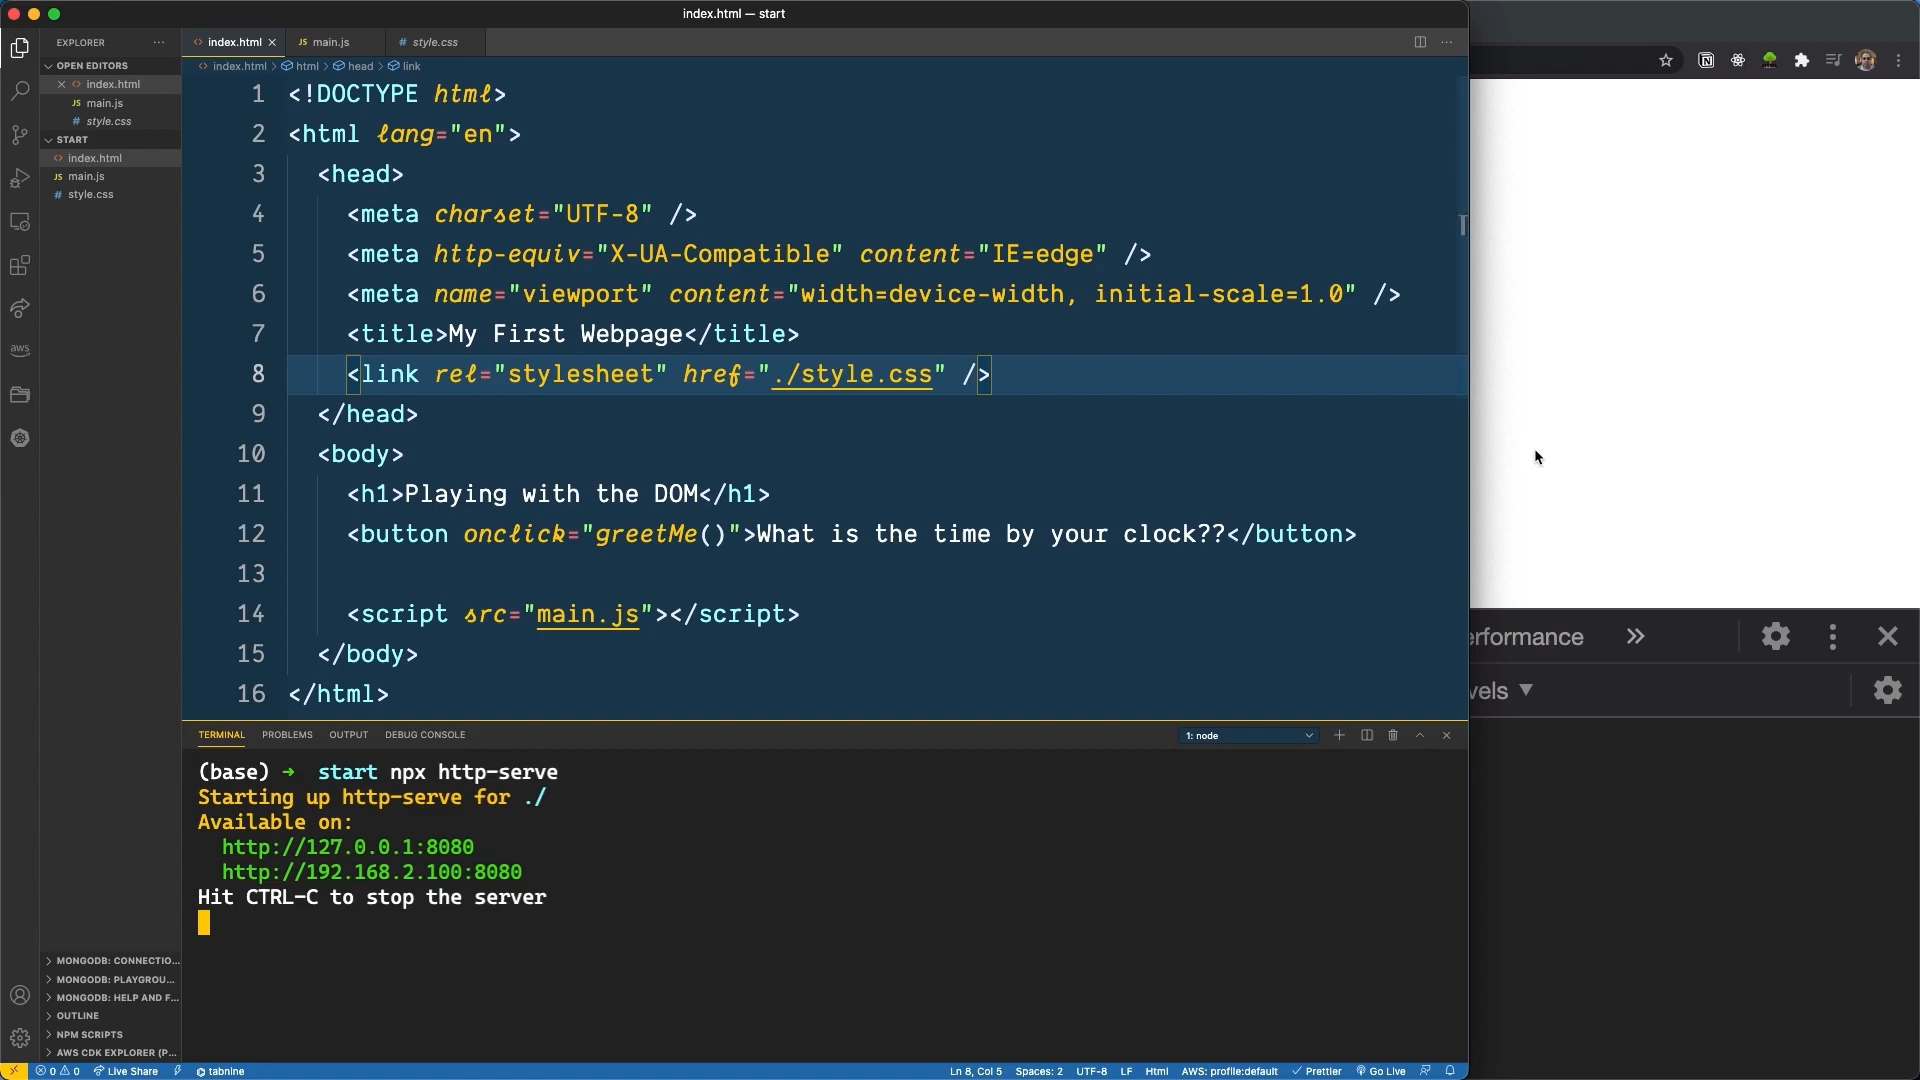 index.html — start
EXPLORER
index.html
main.js
style.css
OPEN EDITORS
index.html > html > head > link
index.html
main.js
style.css
START
index.html
main.js
style.css
1 <!DOCTYPE html>
2 <html lang="en">
3 <head>
4 <meta charset="UTF-8" />
5 <meta http-equiv="X-UA-Compatible" content="IE=edge" />
6 <meta name="viewport" content="width=device-width, initial-scale=1.0" />
7 <title>My First Webpage</title>
8 <link rel="stylesheet" href="./style.css" />
9 </head>
10 <body>
11 <h1>Playing with the DOM</h1>
12 <button onclick="greetMe()">What is the time by your clock??</button>
13
14 <script src="main.js"></script>
15 </body>
16 </html>
aws
erformance
vels
TERMINAL PROBLEMS OUTPUT DEBUG CONSOLE
1: node
(base) ➜ start npx http-serve
Starting up http-serve for ./
Available on:
http://127.0.0.1:8080
http://192.168.2.100:8080
Hit CTRL-C to stop the server
MONGODB: CONNECTIO...
MONGODB: PLAYGROU...
MONGODB: HELP AND F...
OUTLINE
NPM SCRIPTS
AWS CDK EXPLORER (P...
0 0 Live Share tabnine
Ln 8, Col 5 Spaces: 2 UTF-8 LF Html AWS: profile:default Prettier Go Live